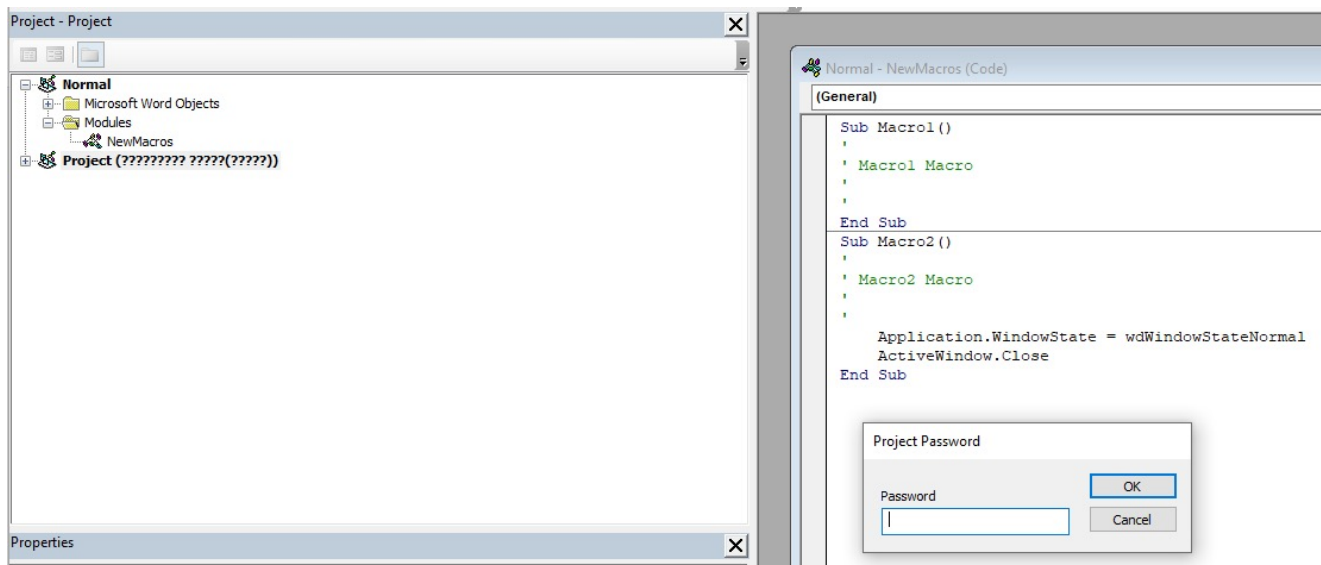 Project - Project
Normal
Microsoft Word Objects
Modules
NewMacros
Project (????????? ?????(?????))
Properties
Normal - NewMacros (Code)
(General)
Sub Macro1()
'
' Macro1 Macro
'
'
End Sub
Sub Macro2()
'
' Macro2 Macro
'
'
Application.WindowState = wdWindowStateNormal
ActiveWindow.Close
End Sub
Project Password
Password
OK
Cancel